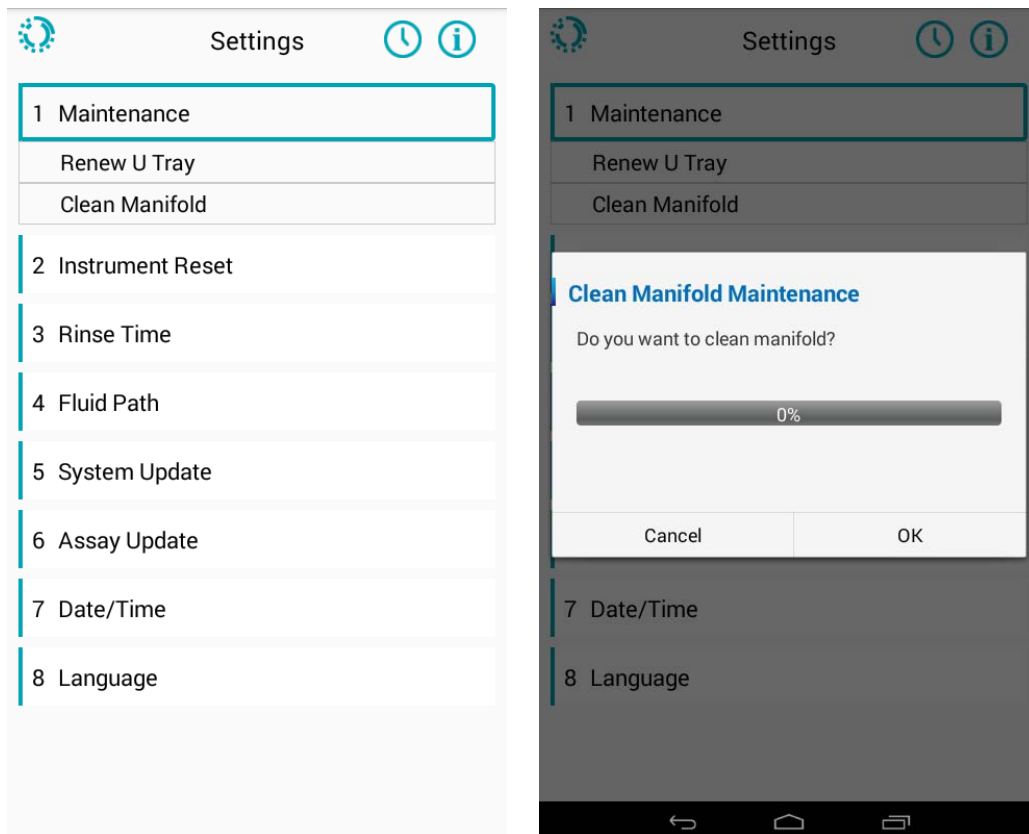 Settings
1 Maintenance
Renew U Tray
Clean Manifold
2 Instrument Reset
3 Rinse Time
4 Fluid Path
5 System Update
6 Assay Update
7 Date/Time
8 Language
Settings
1 Maintenance
Renew U Tray
Clean Manifold
Clean Manifold Maintenance
Do you want to clean manifold?
0%
Cancel OK
7 Date/Time
8 Language